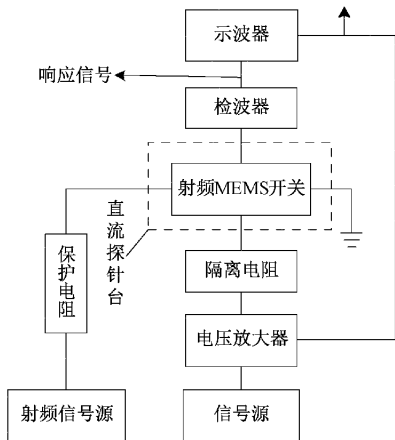 示波器
响应信号
检波器
射频MEMS开关
直流探针台
保护电阻
隔离电阻
电压放大器
射频信号源
信号源